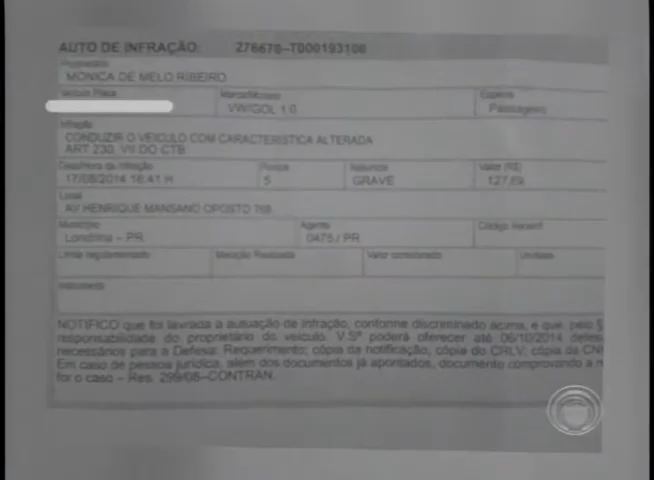 AUTO DE INFRAÇÃO: 276670-T000193108
Proprietário
MONICA DE MELO RIBEIRO
Veículo Placa Marca/Modelo Espécie
VW/GOL 1.0 Passageiro
Infração
CONDUZIR O VEICULO COM CARACTERISTICA ALTERADA
ART 230, VII DO CTB
Data/Hora da Infração Pontos Natureza Valor (R$)
17/08/2014 16:41 H 5 GRAVE 127,69
Local
AV HENRIQUE MANSANO OPOSTO 768
Município Agente Código Renainf
Londrina - PR 0475 / PR
Limite regulamentado Medição Realizada Valor considerado Unidade
Instrumento
NOTIFICO que foi lavrada a autuação de infração, conforme discriminado acima, e que, pelo
responsabilidade do proprietário do veículo. V.Sª poderá oferecer até 06/10/2014 defes
necessários para a Defesa: Requerimento; cópia da notificação, cópia do CRLV; cópia da CN
Em caso de pessoa jurídica, além dos documentos já apontados, documento comprovando a
for o caso - Res. 299/08-CONTRAN.